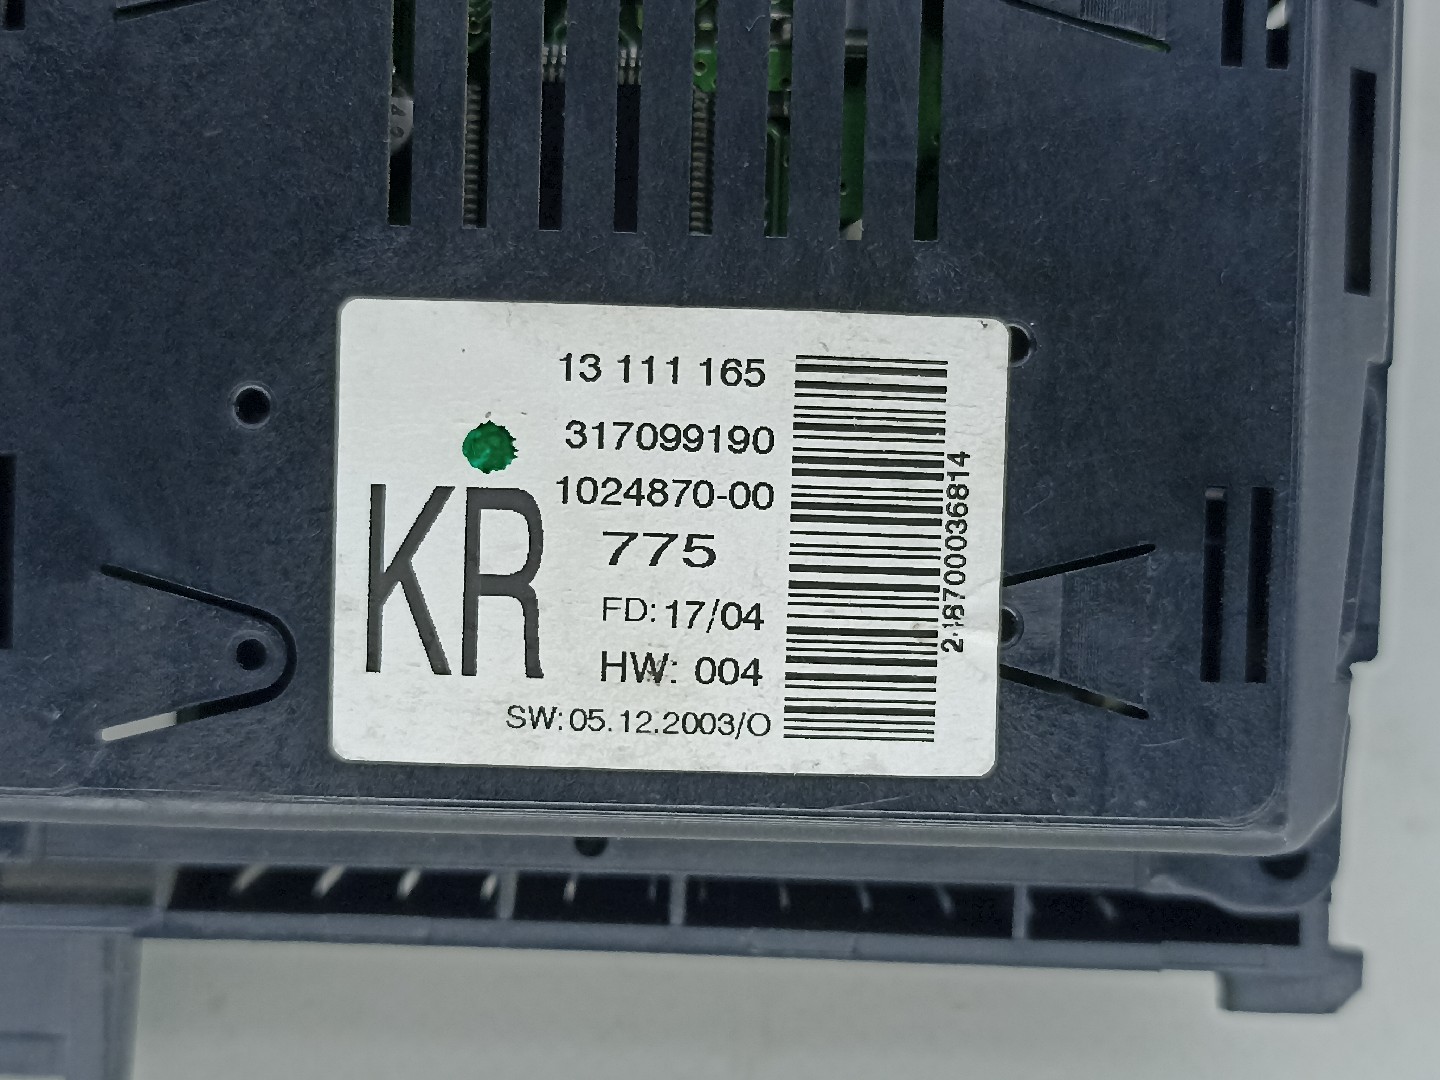 13 111 165
317099190
KR
1024870-00
775
FD: 17/04
HW: 004
SW: 05.12.2003/O